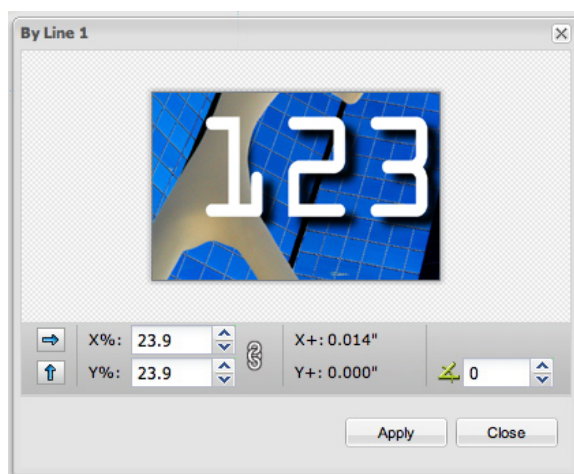 By Line 1
123
X%: 23.9 X+: 0.014"
Y%: 23.9 Y+: 0.000" 0
Apply Close